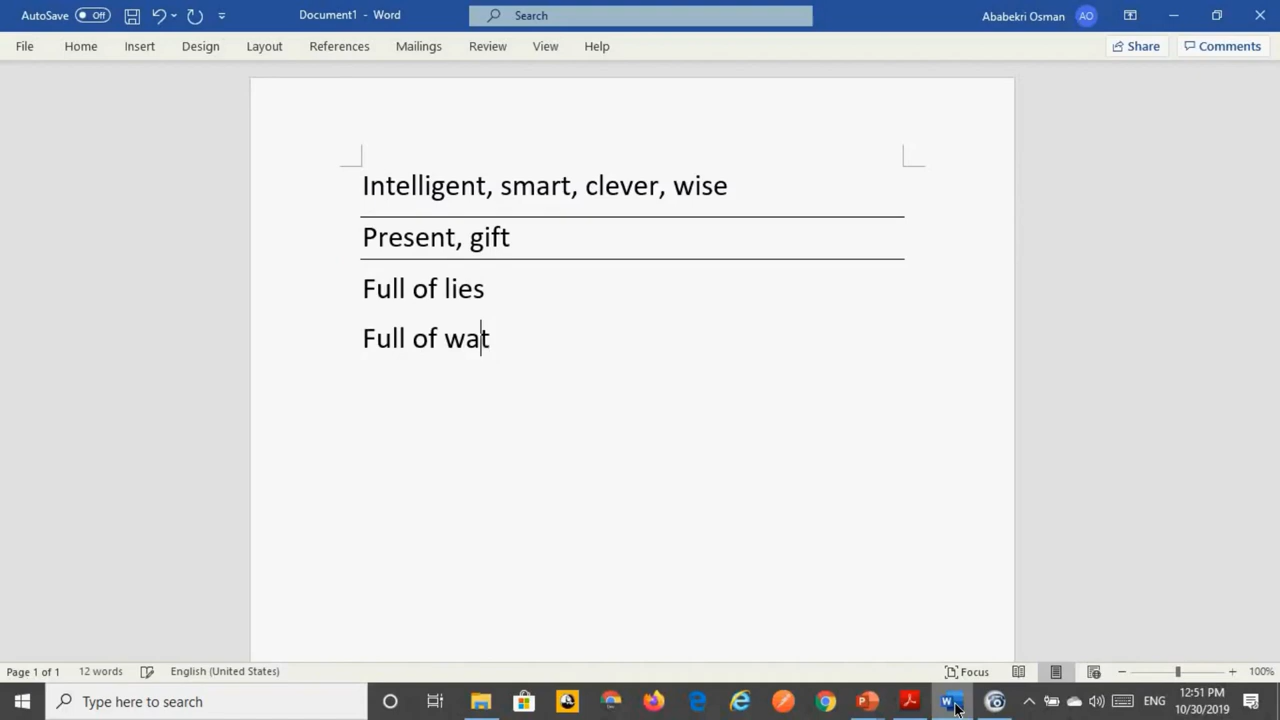 AutoSave Off Document1 - Word Search Ababekri Osman AO
File Home Insert Design Layout References Mailings Review View Help Share Comments
Intelligent, smart, clever, wise
Present, gift
Full of lies
Full of wat
Page 1 of 1 12 words English (United States) Focus 100%
Type here to search ENG 12:51 PM
10/30/2019